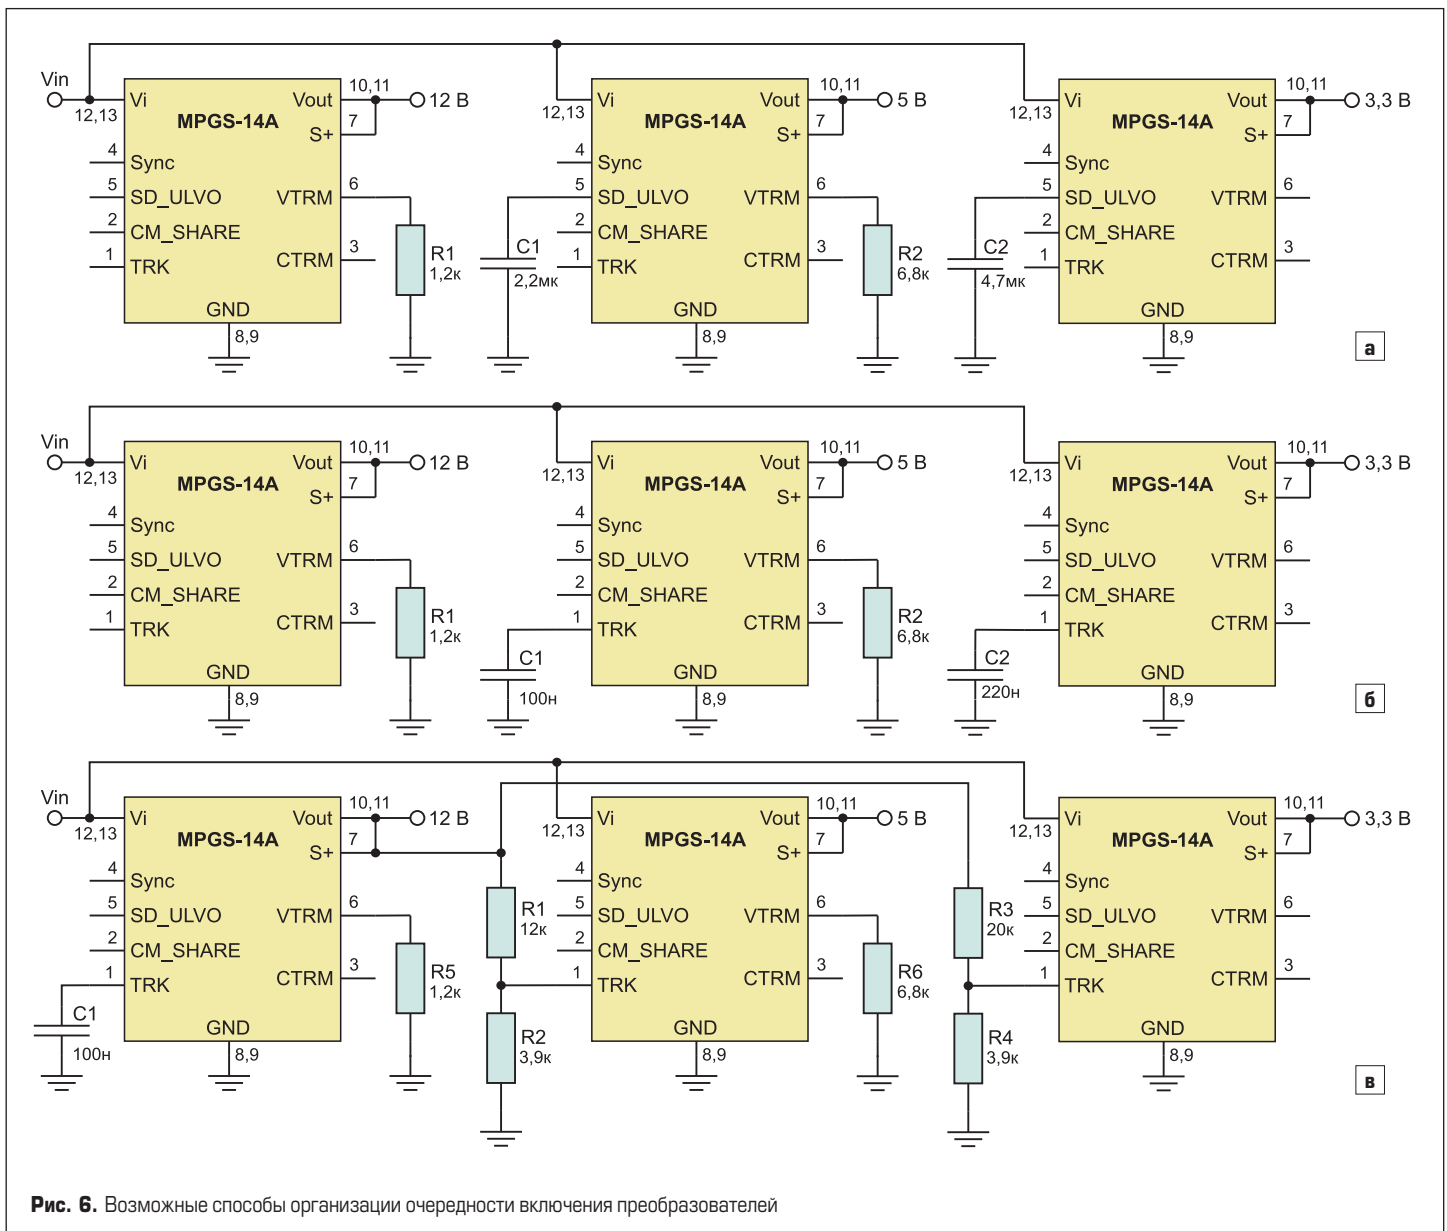 Vin
12,13
Vi
MPGS-14A
Vout
10,11
12 В
7
S+
4
Sync
5
SD_ULVO
VTRM
6
2
CM_SHARE
1
TRK
CTRM
3
R1
1,2к
GND
8,9
12,13
Vi
MPGS-14A
Vout
10,11
5 В
7
S+
4
Sync
5
SD_ULVO
VTRM
6
2
CM_SHARE
C1
2,2мк
1
TRK
CTRM
3
R2
6,8к
GND
8,9
12,13
Vi
MPGS-14A
Vout
10,11
3,3 В
7
S+
4
Sync
5
SD_ULVO
VTRM
6
2
CM_SHARE
C2
4,7мк
1
TRK
CTRM
3
GND
8,9
а
Vin
12,13
Vi
MPGS-14A
Vout
10,11
12 В
7
S+
4
Sync
5
SD_ULVO
VTRM
6
2
CM_SHARE
1
TRK
CTRM
3
R1
1,2к
GND
8,9
12,13
Vi
MPGS-14A
Vout
10,11
5 В
7
S+
4
Sync
5
SD_ULVO
VTRM
6
2
CM_SHARE
1
TRK
CTRM
3
C1
100н
R2
6,8к
GND
8,9
12,13
Vi
MPGS-14A
Vout
10,11
3,3 В
7
S+
4
Sync
5
SD_ULVO
VTRM
6
2
CM_SHARE
1
TRK
CTRM
3
C2
220н
GND
8,9
б
Vin
12,13
Vi
MPGS-14A
Vout
10,11
12 В
7
S+
4
Sync
5
SD_ULVO
VTRM
6
2
CM_SHARE
1
TRK
CTRM
3
C1
100н
R5
1,2к
GND
8,9
12,13
Vi
MPGS-14A
Vout
10,11
5 В
7
S+
4
Sync
5
SD_ULVO
VTRM
6
R1
12к
2
CM_SHARE
1
TRK
CTRM
3
R2
3,9к
R6
6,8к
GND
8,9
12,13
Vi
MPGS-14A
Vout
10,11
3,3 В
7
S+
4
Sync
5
SD_ULVO
VTRM
6
R3
20к
2
CM_SHARE
1
TRK
CTRM
3
R4
3,9к
GND
8,9
в
Рис. 6. Возможные способы организации очередности включения преобразователей